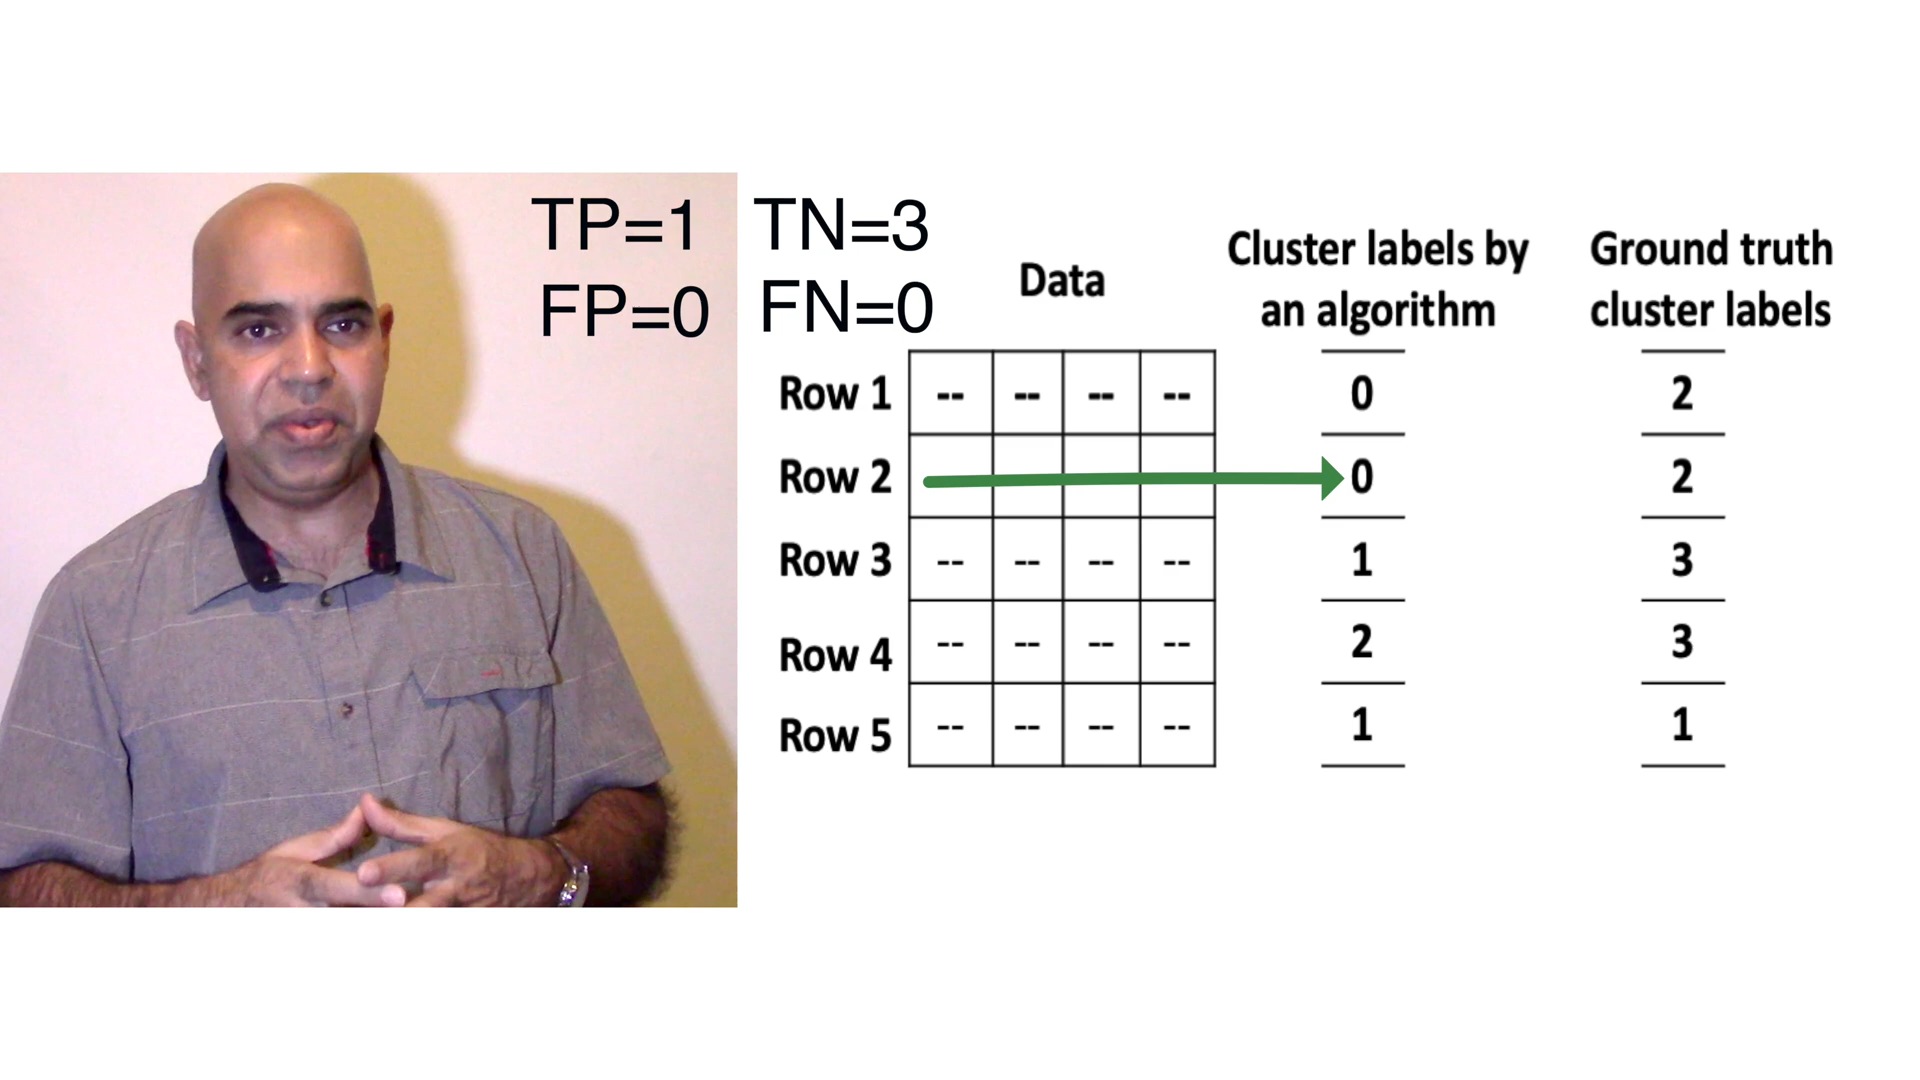 TP=1 TN=3
FP=0 FN=0
Data
Cluster labels by
an algorithm
Ground truth
cluster labels
Row 1 -- -- -- -- 0 2
Row 2 0 2
Row 3 -- -- -- -- 1 3
Row 4 -- -- -- -- 2 3
Row 5 -- -- -- -- 1 1